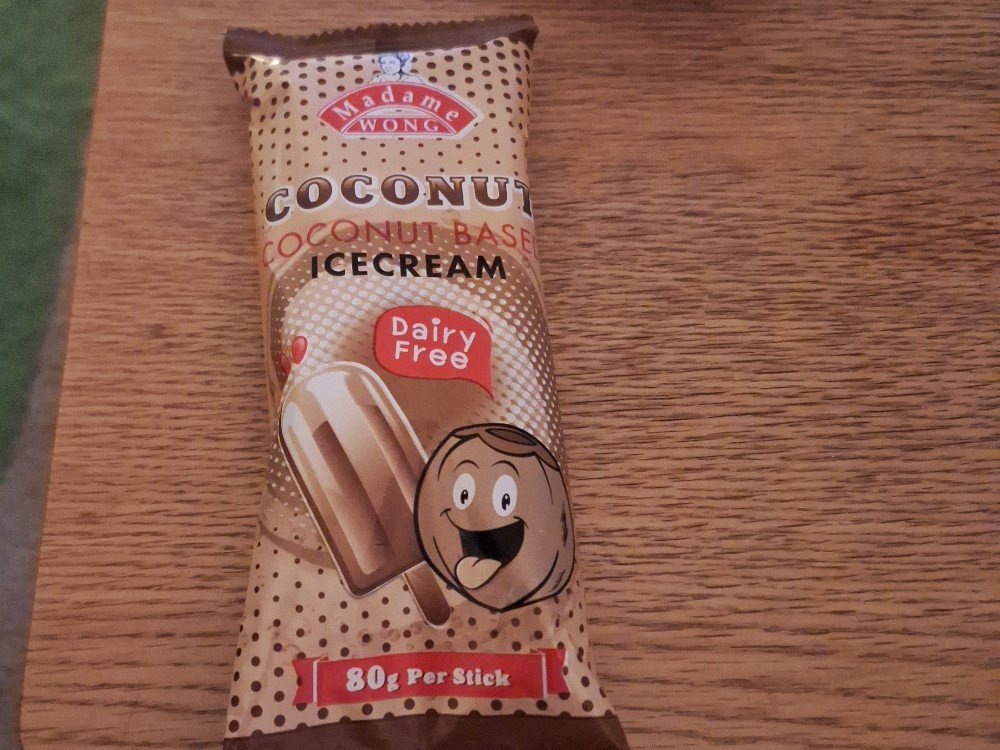 Madame
WONG
COCONUT
COCONUT BASED
ICECREAM
Dairy
Free
80g Per Stick